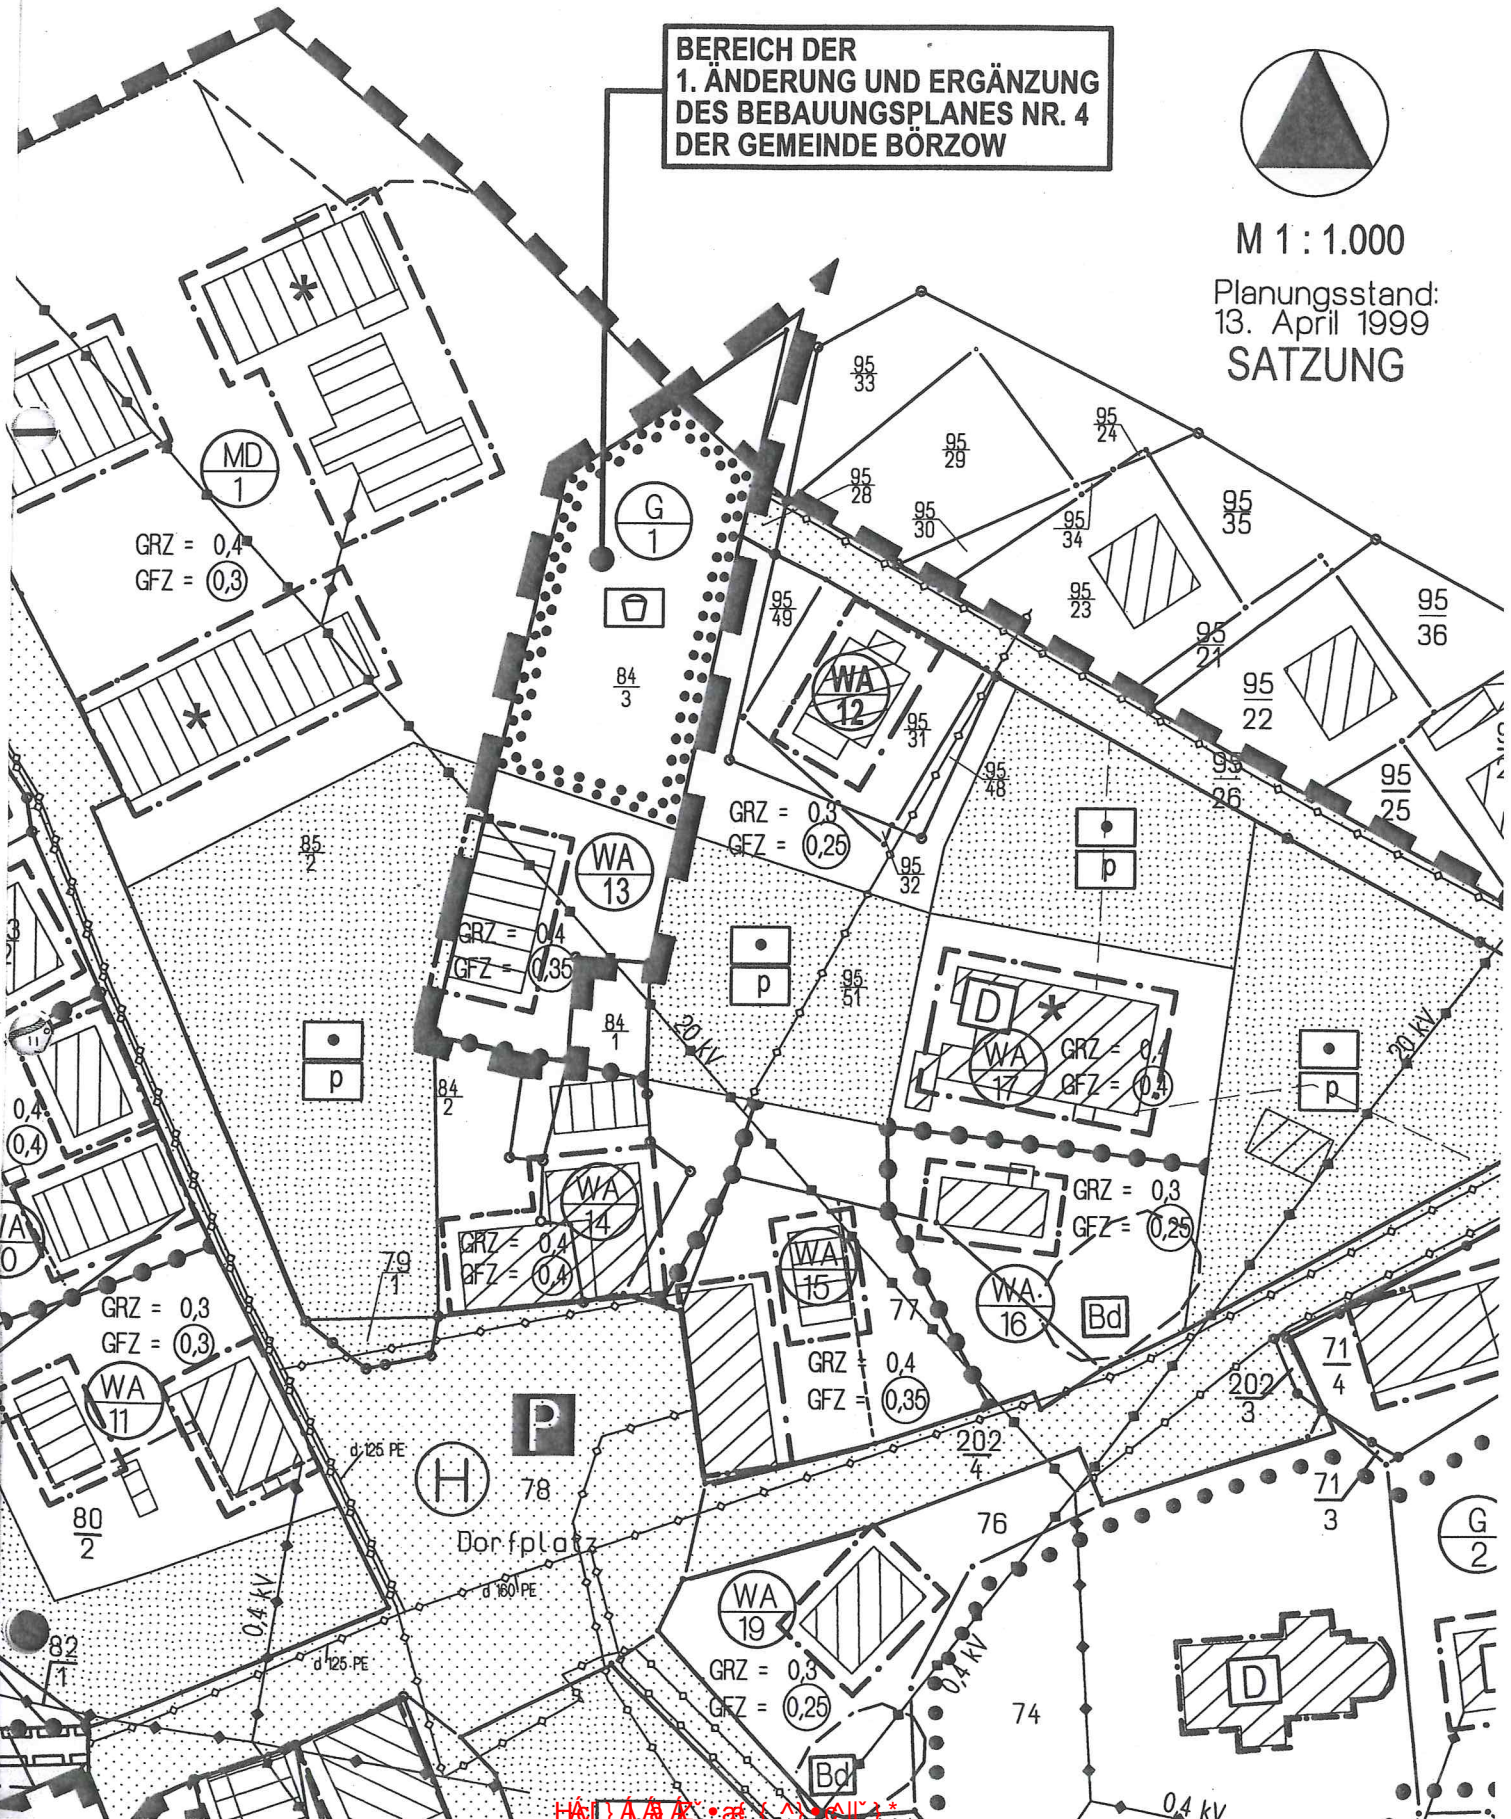 BEREICH DER
1. ÄNDERUNG UND ERGÄNZUNG
DES BEBAUUNGSPLANES NR. 4
DER GEMEINDE BÖRZOW
M 1 : 1.000
Planungsstand:
13. April 1999
SATZUNG
95
33
95
29
95
24
95
28
95
30
95
34
95
35
95
36
MD
1
GRZ = 0,4
GFZ = 0,3
G
1
84
3
95
49
95
23
95
21
95
22
95
25
95
26
WA
12
95
31
95
48
GRZ = 0,3
GFZ = 0,25
95
32
p
85
2
WA
13
GRZ = 0,4
GFZ = 0,35
p
95
51
84
1
20 kV
D
*
WA
17
GRZ = 0,4
GFZ = 0,4
p
20 kV
p
84
2
0,4
0,4
WA
14
GRZ = 0,4
GFZ = 0,4
79
1
WA
15
77
GRZ = 0,4
GFZ = 0,35
GRZ = 0,3
GFZ = 0,25
WA
16
Bd
GRZ = 0,3
GFZ = 0,3
WA
11
71
4
202
3
202
4
71
3
P
H
78
Dorfplatz
d 125 PE
d 160 PE
d 125 PE
80
2
0,4 kV
82
1
76
G
2
WA
19
GRZ = 0,3
GFZ = 0,25
0,4 kV
74
D
Bd
0,4 kV